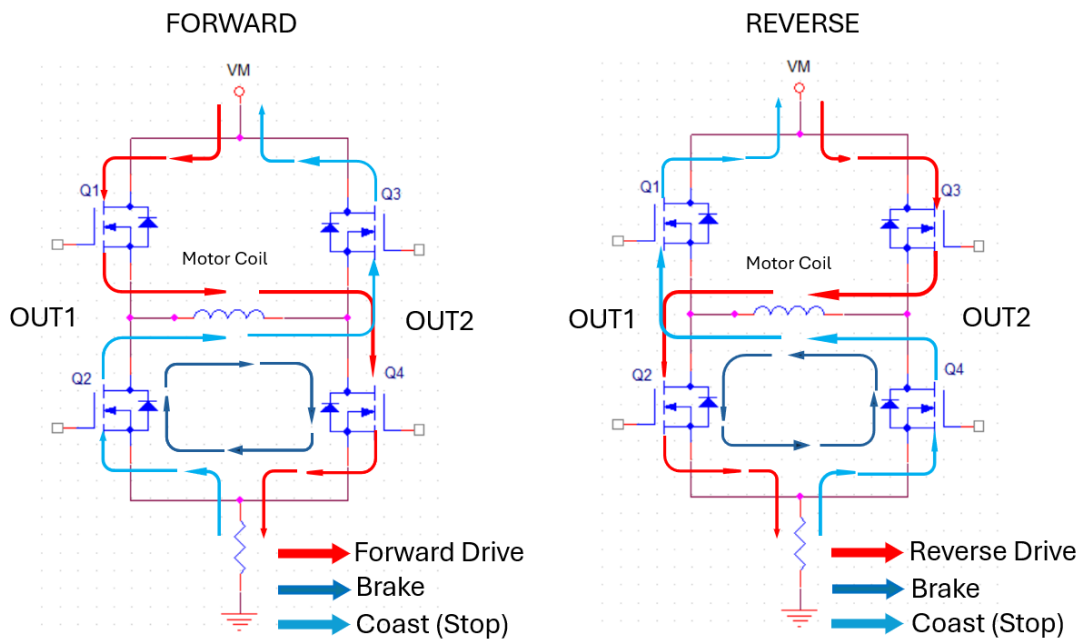 FORWARD
VM
Q1
Q3
Motor Coil
OUT1
OUT2
Q2
Q4
Forward Drive
Brake
Coast (Stop)
REVERSE
VM
Q1
Q3
Motor Coil
OUT1
OUT2
Q2
Q4
Reverse Drive
Brake
Coast (Stop)